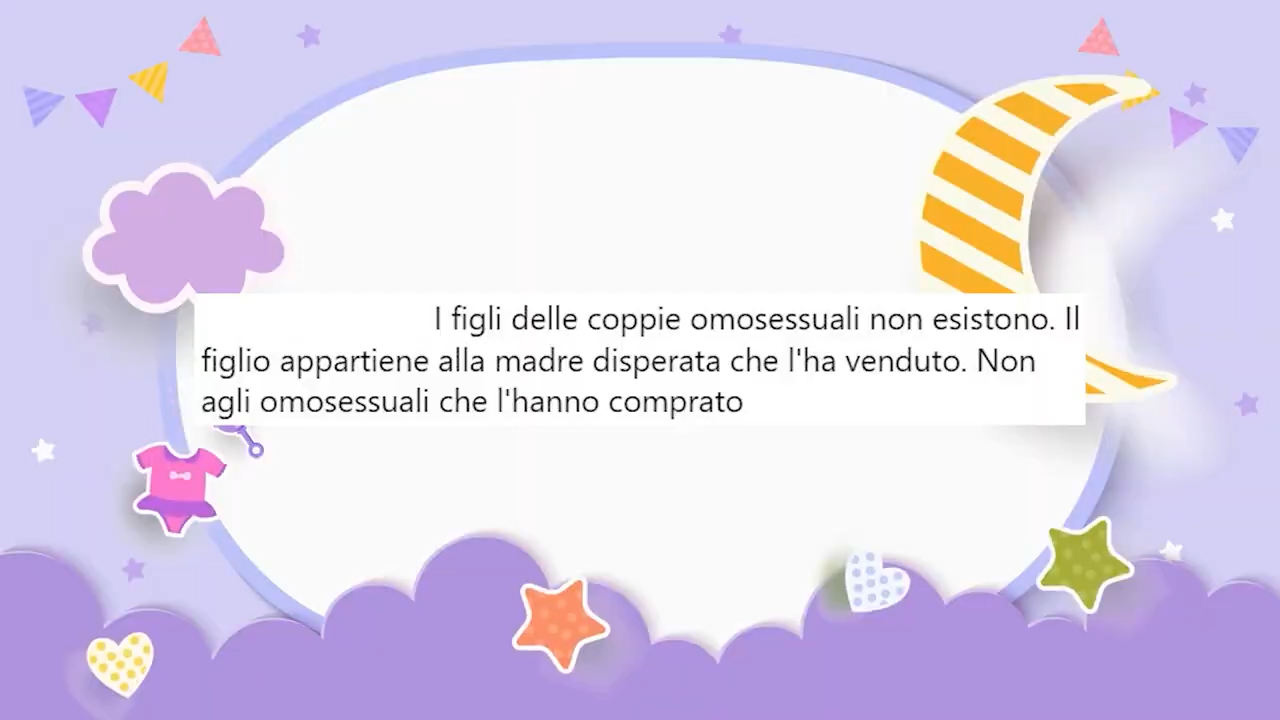 I figli delle coppie omosessuali non esistono. Il
figlio appartiene alla madre disperata che l'ha venduto. Non
agli omosessuali che l'hanno comprato